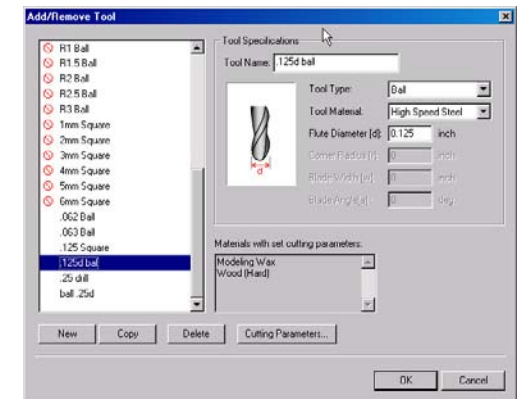 Add/Remove Tool
R1 Ball
R1.5 Ball
R2 Ball
R2.5 Ball
R3 Ball
1mm Square
2mm Square
3mm Square
4mm Square
5mm Square
6mm Square
.062 Ball
.063 Ball
.125 Square
.125d ball
.25 drill
ball .25d
Tool Specifications
Tool Name: .125d ball
d
Tool Type: Ball
Tool Material: High Speed Steel
Flute Diameter [d]: 0.125 inch
Corner Radius [r]: 0 inch
Blade Width [w]: 0 inch
Blade Angle[a]: 0 deg
Materials with set cutting parameters:
Modeling Wax
Wood (Hard)
New Copy Delete Cutting Parameters...
OK Cancel